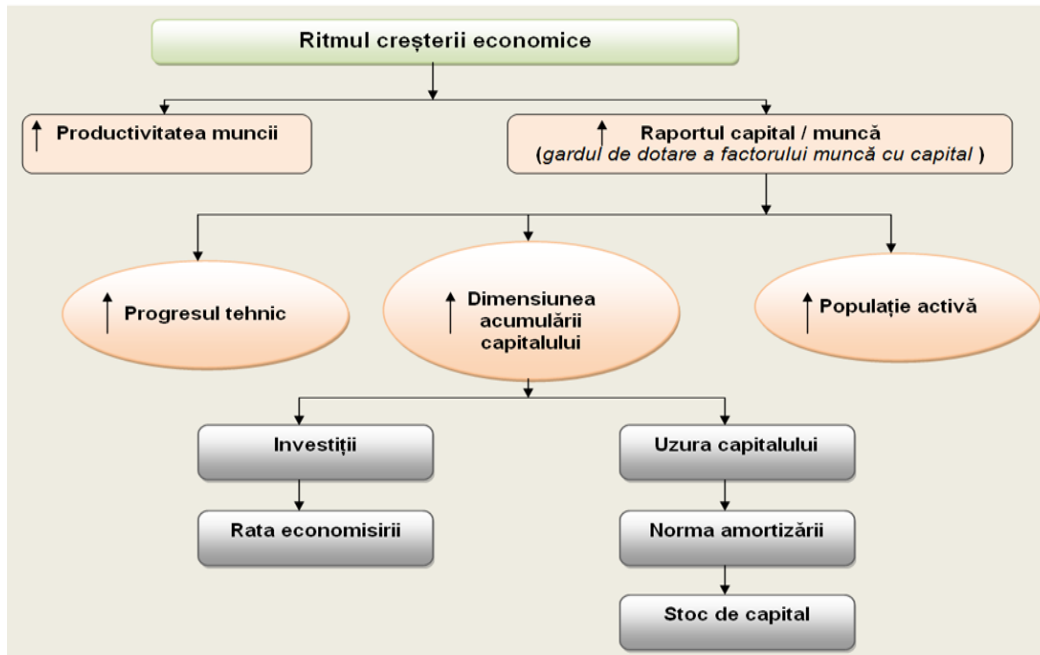 Ritmul creșterii economice
Productivitatea muncii
Raportul capital / muncă
(gardul de dotare a factorului muncă cu capital )
Progresul tehnic
Dimensiunea
acumulării
capitalului
Populație activă
Investiții
Uzura capitalului
Rata economisirii
Norma amortizării
Stoc de capital